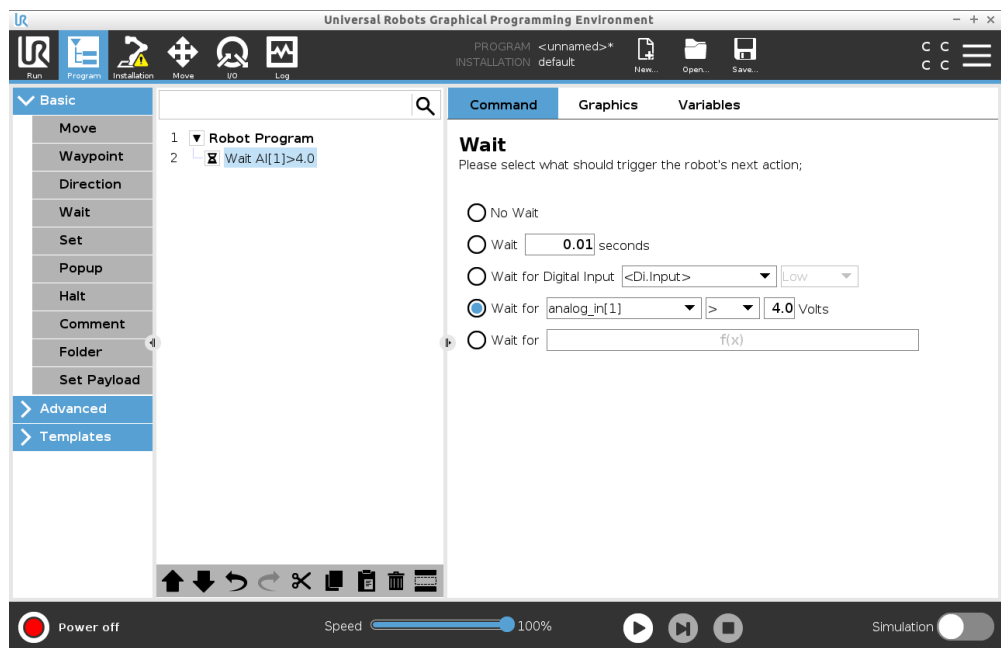 UR
Universal Robots Graphical Programming Environment
Run
Program
Installation
Move
I/O
Log
PROGRAM <unnamed>*
INSTALLATION default
New...
Open...
Save...
C C
C C
Basic
Move
Waypoint
Direction
Wait
Set
Popup
Halt
Comment
Folder
Set Payload
Advanced
Templates
1 Robot Program
2 Wait AI[1]>4.0
Command Graphics Variables
Wait
Please select what should trigger the robot's next action;
No Wait
Wait 0.01 seconds
Wait for Digital Input <Di.Input> Low
Wait for analog_in[1] > 4.0 Volts
Wait for f(x)
Power off
Speed 100%
Simulation